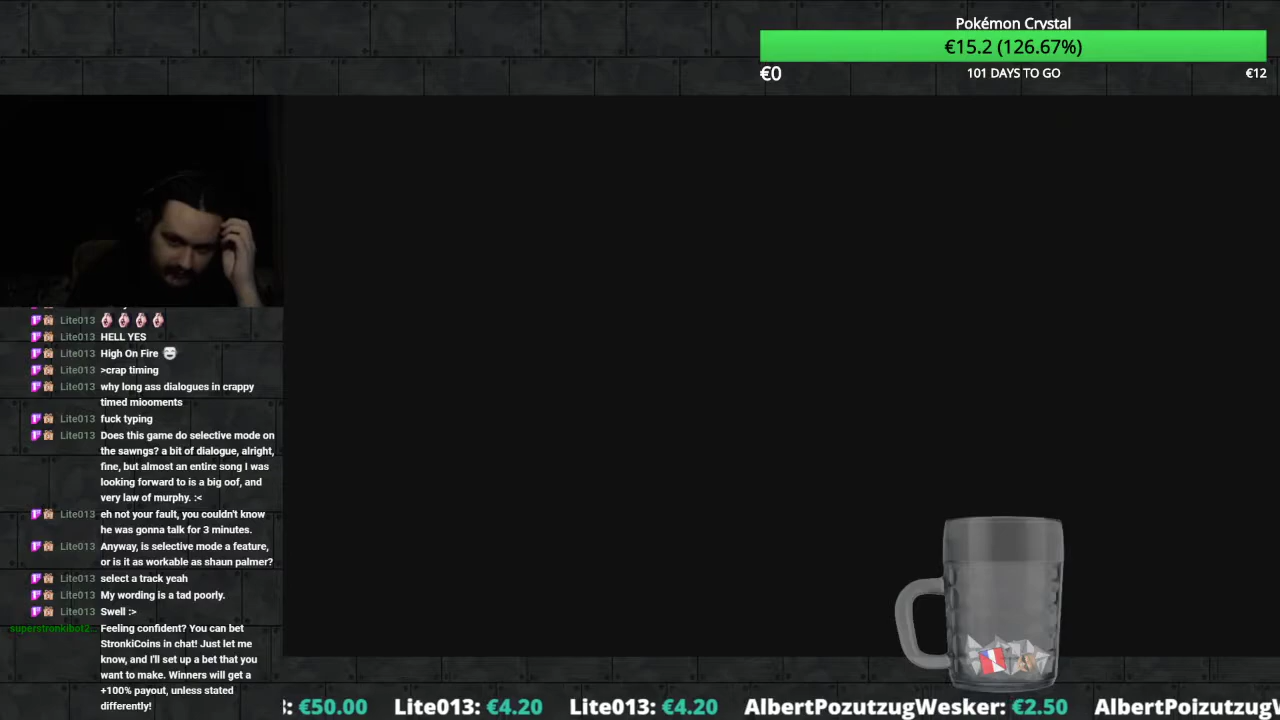 Pokémon Crystal
€15.2 (126.67%)
€0
101 DAYS TO GO
€12
Lite013
Lite013 HELL YES
Lite013 High On Fire
Lite013 >crap timing
Lite013 why long ass dialogues in crappy
timed miooments
Lite013 fuck typing
Lite013 Does this game do selective mode on
the sawngs? a bit of dialogue, alright,
fine, but almost an entire song I was
looking forward to is a big oof, and
very law of murphy. :<
Lite013 eh not your fault, you couldn't know
he was gonna talk for 3 minutes.
Lite013 Anyway, is selective mode a feature,
or is it as workable as shaun palmer?
Lite013 select a track yeah
Lite013 My wording is a tad poorly.
Lite013 Swell :>
superstronkibot2... Feeling confident? You can bet
StronkiCoins in chat! Just let me
know, and I'll set up a bet that you
want to make. Winners will get a
+100% payout, unless stated
differently!
: €50.00 Lite013: €4.20 Lite013: €4.20 AlbertPozutzugWesker: €2.50 AlbertPoizutzugW